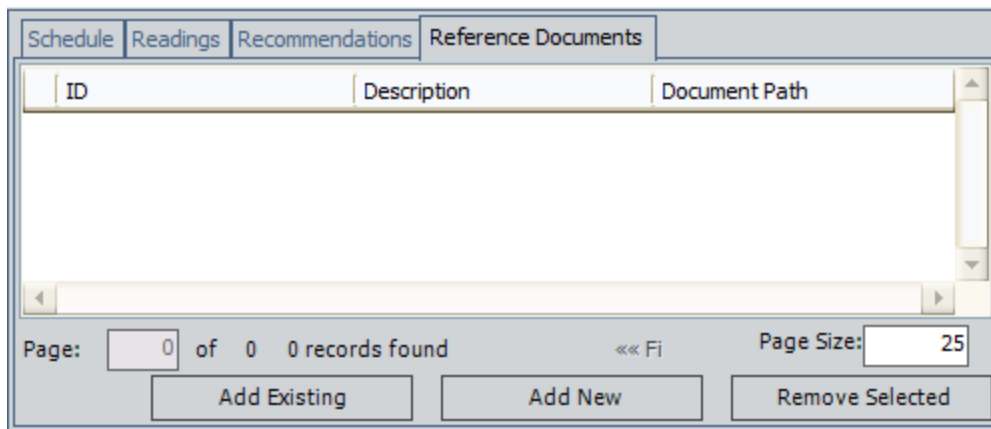 Schedule Readings Recommendations Reference Documents
ID Description Document Path
Page: 0 of 0 0 records found «« Fi Page Size: 25
Add Existing Add New Remove Selected